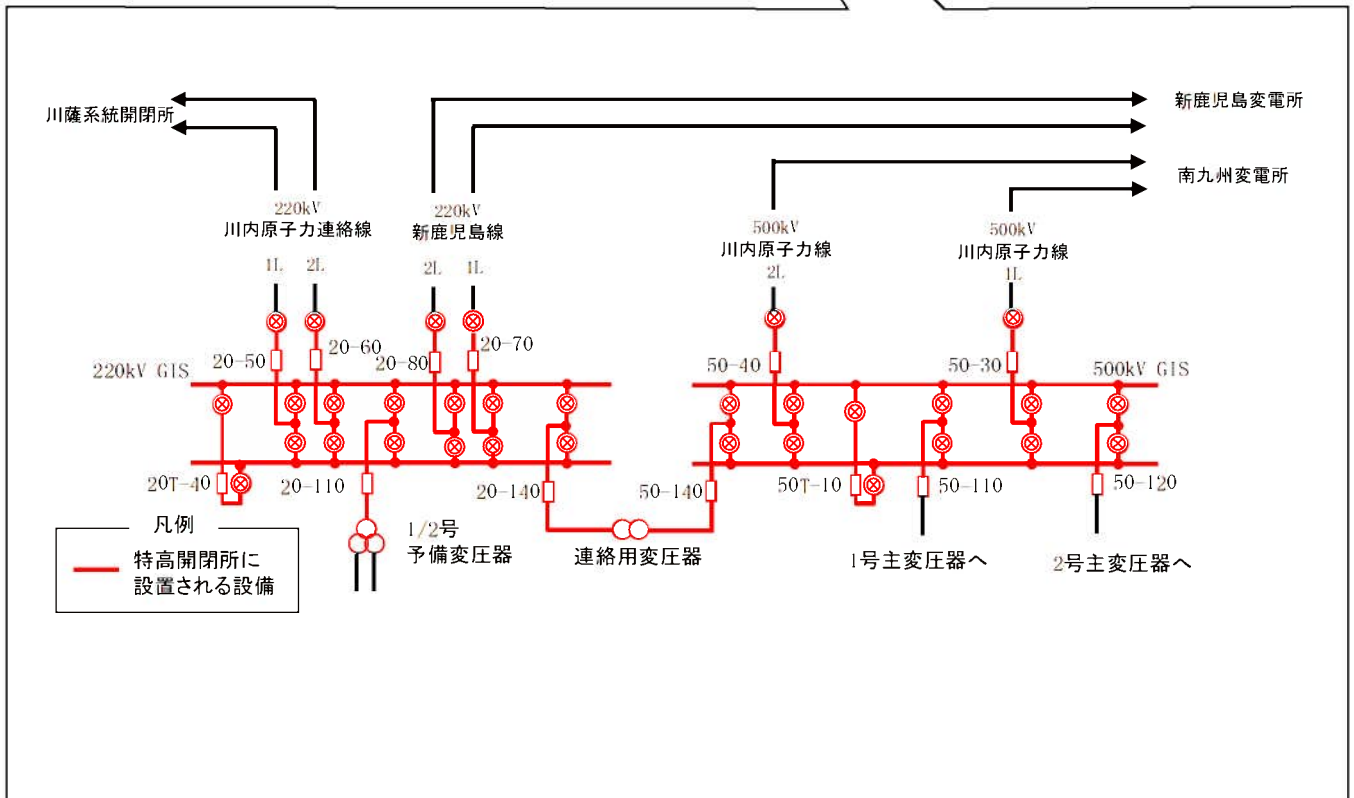 川薩系統開閉所
新鹿児島変電所
南九州変電所
220kV
川内原子力連絡線
1L 2L
220kV
新鹿児島線
2L 1L
500kV
川内原子力線
2L
500kV
川内原子力線
1L
20-50
20-60
20-80
20-70
50-40
50-30
220kV GIS
500kV GIS
20T-40
20-110
20-140
50-140
50T-10
50-110
50-120
1/2号
予備変圧器
連絡用変圧器
1号主変圧器へ
2号主変圧器へ
凡例
特高開閉所に
設置される設備